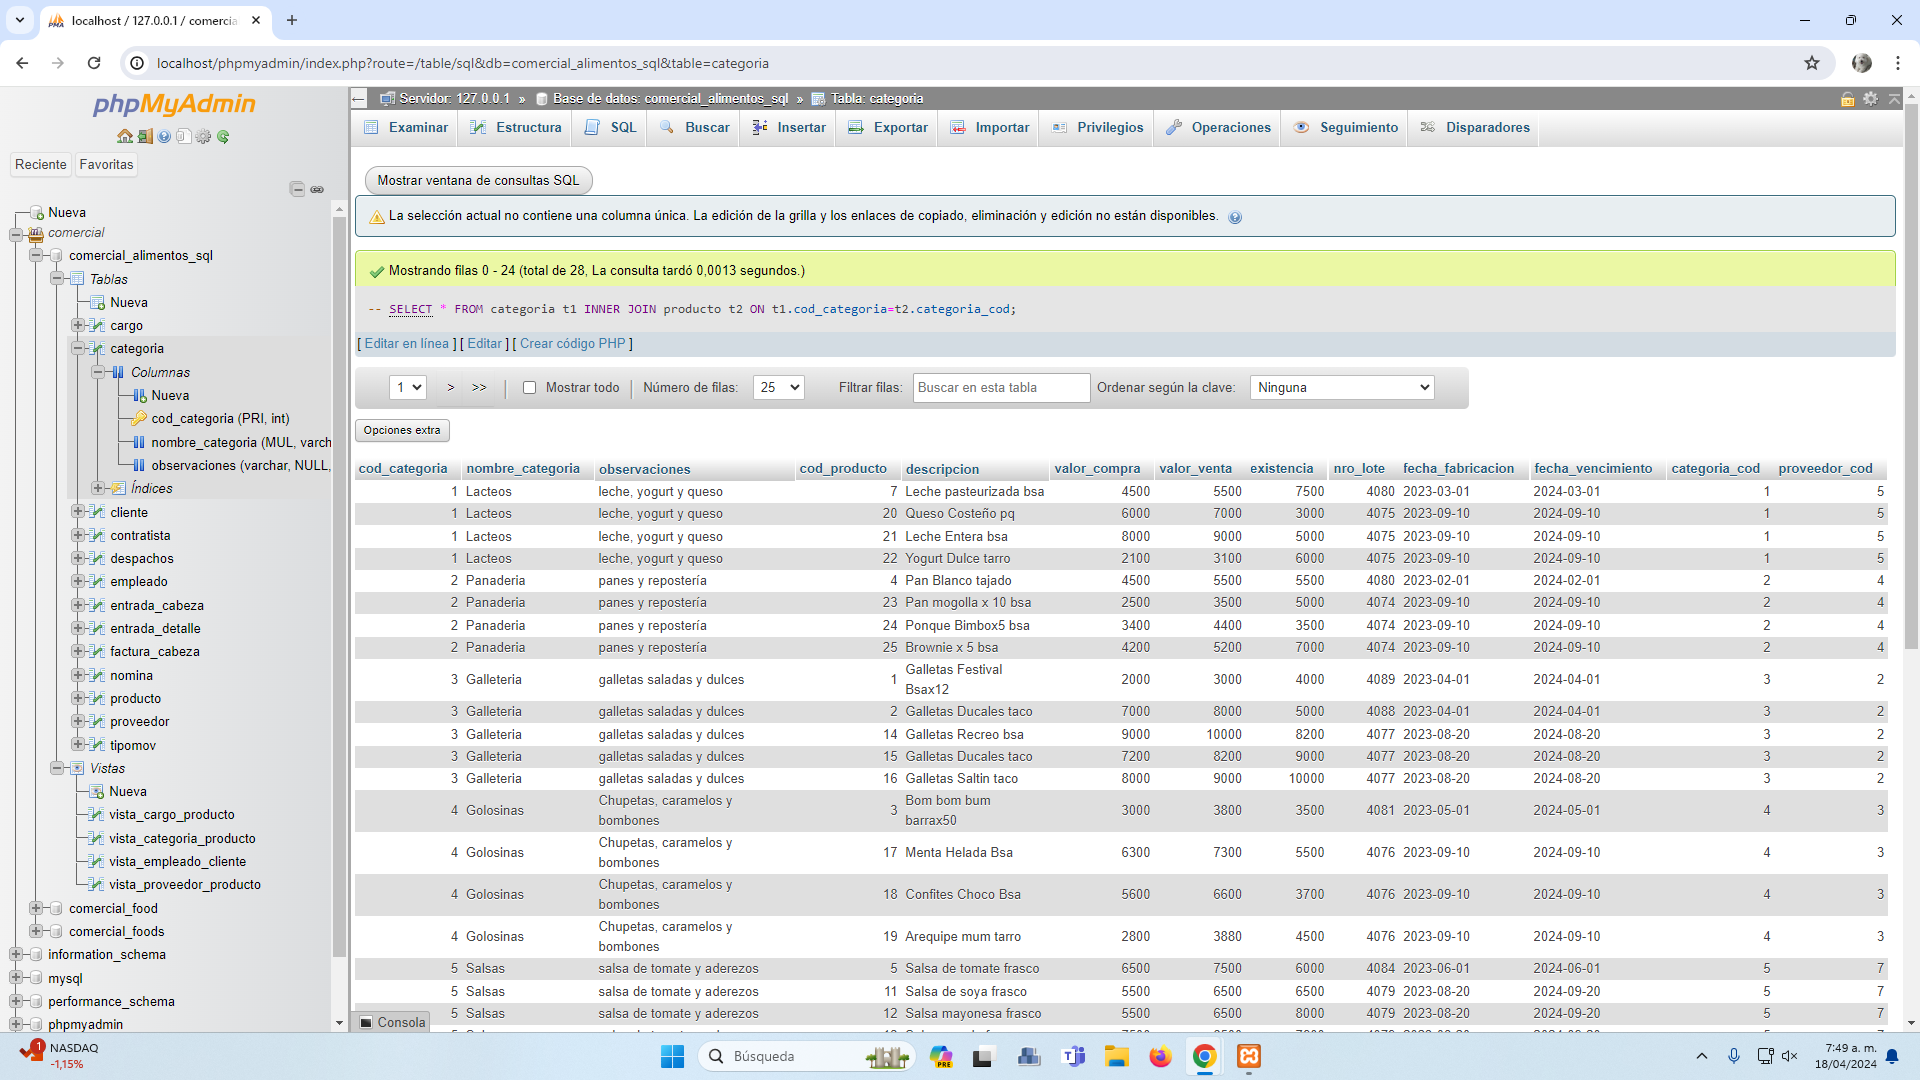 localhost / 127.0.0.1 / comercia
localhost/phpmyadmin/index.php?route=/table/sql&db=comercial_alimentos_sql&table=categoria
phpMyAdmin
Reciente
Favoritas
Nueva
comercial
comercial_alimentos_sql
Tablas
Nueva
cargo
categoria
Columnas
Nueva
cod_categoria (PRI, int)
nombre_categoria (MUL, varch
observaciones (varchar, NULL,
Índices
cliente
contratista
despachos
empleado
entrada_cabeza
entrada_detalle
factura_cabeza
nomina
producto
proveedor
tipomov
Vistas
Nueva
vista_cargo_producto
vista_categoria_producto
vista_empleado_cliente
vista_proveedor_producto
comercial_food
comercial_foods
information_schema
mysql
performance_schema
phpmyadmin
Servidor: 127.0.0.1 » Base de datos: comercial_alimentos_sql » Tabla: categoria
Examinar Estructura SQL Buscar Insertar Exportar Importar Privilegios Operaciones Seguimiento Disparadores
Mostrar ventana de consultas SQL
La selección actual no contiene una columna única. La edición de la grilla y los enlaces de copiado, eliminación y edición no están disponibles.
Mostrando filas 0 - 24 (total de 28, La consulta tardó 0,0013 segundos.)
-- SELECT * FROM categoria t1 INNER JOIN producto t2 ON t1.cod_categoria=t2.categoria_cod;
[ Editar en línea ] [ Editar ] [ Crear código PHP ]
1 > >> | Mostrar todo | Número de filas: 25 Filtrar filas: Buscar en esta tabla Ordenar según la clave: Ninguna
Opciones extra
cod_categoria nombre_categoria observaciones cod_producto descripcion valor_compra valor_venta existencia nro_lote fecha_fabricacion fecha_vencimiento categoria_cod proveedor_cod
1 Lacteos leche, yogurt y queso 7 Leche pasteurizada bsa 4500 5500 7500 4080 2023-03-01 2024-03-01 1 5
1 Lacteos leche, yogurt y queso 20 Queso Costeño pq 6000 7000 3000 4075 2023-09-10 2024-09-10 1 5
1 Lacteos leche, yogurt y queso 21 Leche Entera bsa 8000 9000 5000 4075 2023-09-10 2024-09-10 1 5
1 Lacteos leche, yogurt y queso 22 Yogurt Dulce tarro 2100 3100 6000 4075 2023-09-10 2024-09-10 1 5
2 Panaderia panes y repostería 4 Pan Blanco tajado 4500 5500 5500 4080 2023-02-01 2024-02-01 2 4
2 Panaderia panes y repostería 23 Pan mogolla x 10 bsa 2500 3500 5000 4074 2023-09-10 2024-09-10 2 4
2 Panaderia panes y repostería 24 Ponque Bimbox5 bsa 3400 4400 3500 4074 2023-09-10 2024-09-10 2 4
2 Panaderia panes y repostería 25 Brownie x 5 bsa 4200 5200 7000 4074 2023-09-10 2024-09-10 2 4
3 Galleteria galletas saladas y dulces 1 Galletas Festival Bsax12 2000 3000 4000 4089 2023-04-01 2024-04-01 3 2
3 Galleteria galletas saladas y dulces 2 Galletas Ducales taco 7000 8000 5000 4088 2023-04-01 2024-04-01 3 2
3 Galleteria galletas saladas y dulces 14 Galletas Recreo bsa 9000 10000 8200 4077 2023-08-20 2024-08-20 3 2
3 Galleteria galletas saladas y dulces 15 Galletas Ducales taco 7200 8200 9000 4077 2023-08-20 2024-08-20 3 2
3 Galleteria galletas saladas y dulces 16 Galletas Saltin taco 8000 9000 10000 4077 2023-08-20 2024-08-20 3 2
4 Golosinas Chupetas, caramelos y bombones 3 Bom bom bum barrax50 3000 3800 3500 4081 2023-05-01 2024-05-01 4 3
4 Golosinas Chupetas, caramelos y bombones 17 Menta Helada Bsa 6300 7300 5500 4076 2023-09-10 2024-09-10 4 3
4 Golosinas Chupetas, caramelos y bombones 18 Confites Choco Bsa 5600 6600 3700 4076 2023-09-10 2024-09-10 4 3
4 Golosinas Chupetas, caramelos y bombones 19 Arequipe mum tarro 2800 3880 4500 4076 2023-09-10 2024-09-10 4 3
5 Salsas salsa de tomate y aderezos 5 Salsa de tomate frasco 6500 7500 6000 4084 2023-06-01 2024-06-01 5 7
5 Salsas salsa de tomate y aderezos 11 Salsa de soya frasco 5500 6500 6500 4079 2023-08-20 2024-09-20 5 7
5 Salsas salsa de tomate y aderezos 12 Salsa mayonesa frasco 5500 6500 8000 4079 2023-08-20 2024-09-20 5 7
Consola
NASDAQ
-1,15%
1
Búsqueda
PRE
7:49 a. m.
18/04/2024